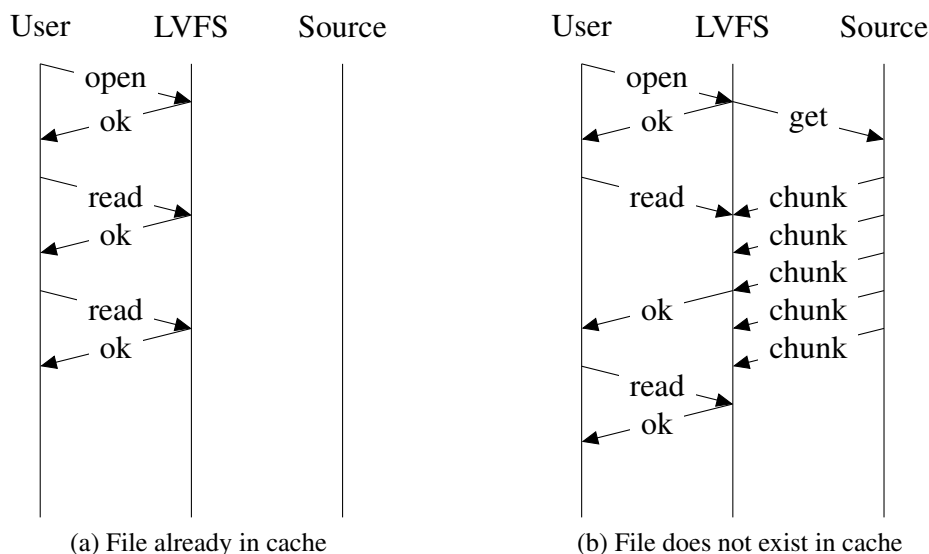 User LVFS Source
open
ok
read
ok
read
ok
(a) File already in cache
User LVFS Source
open
ok
get
read
chunk
chunk
chunk
ok
chunk
chunk
read
ok
(b) File does not exist in cache